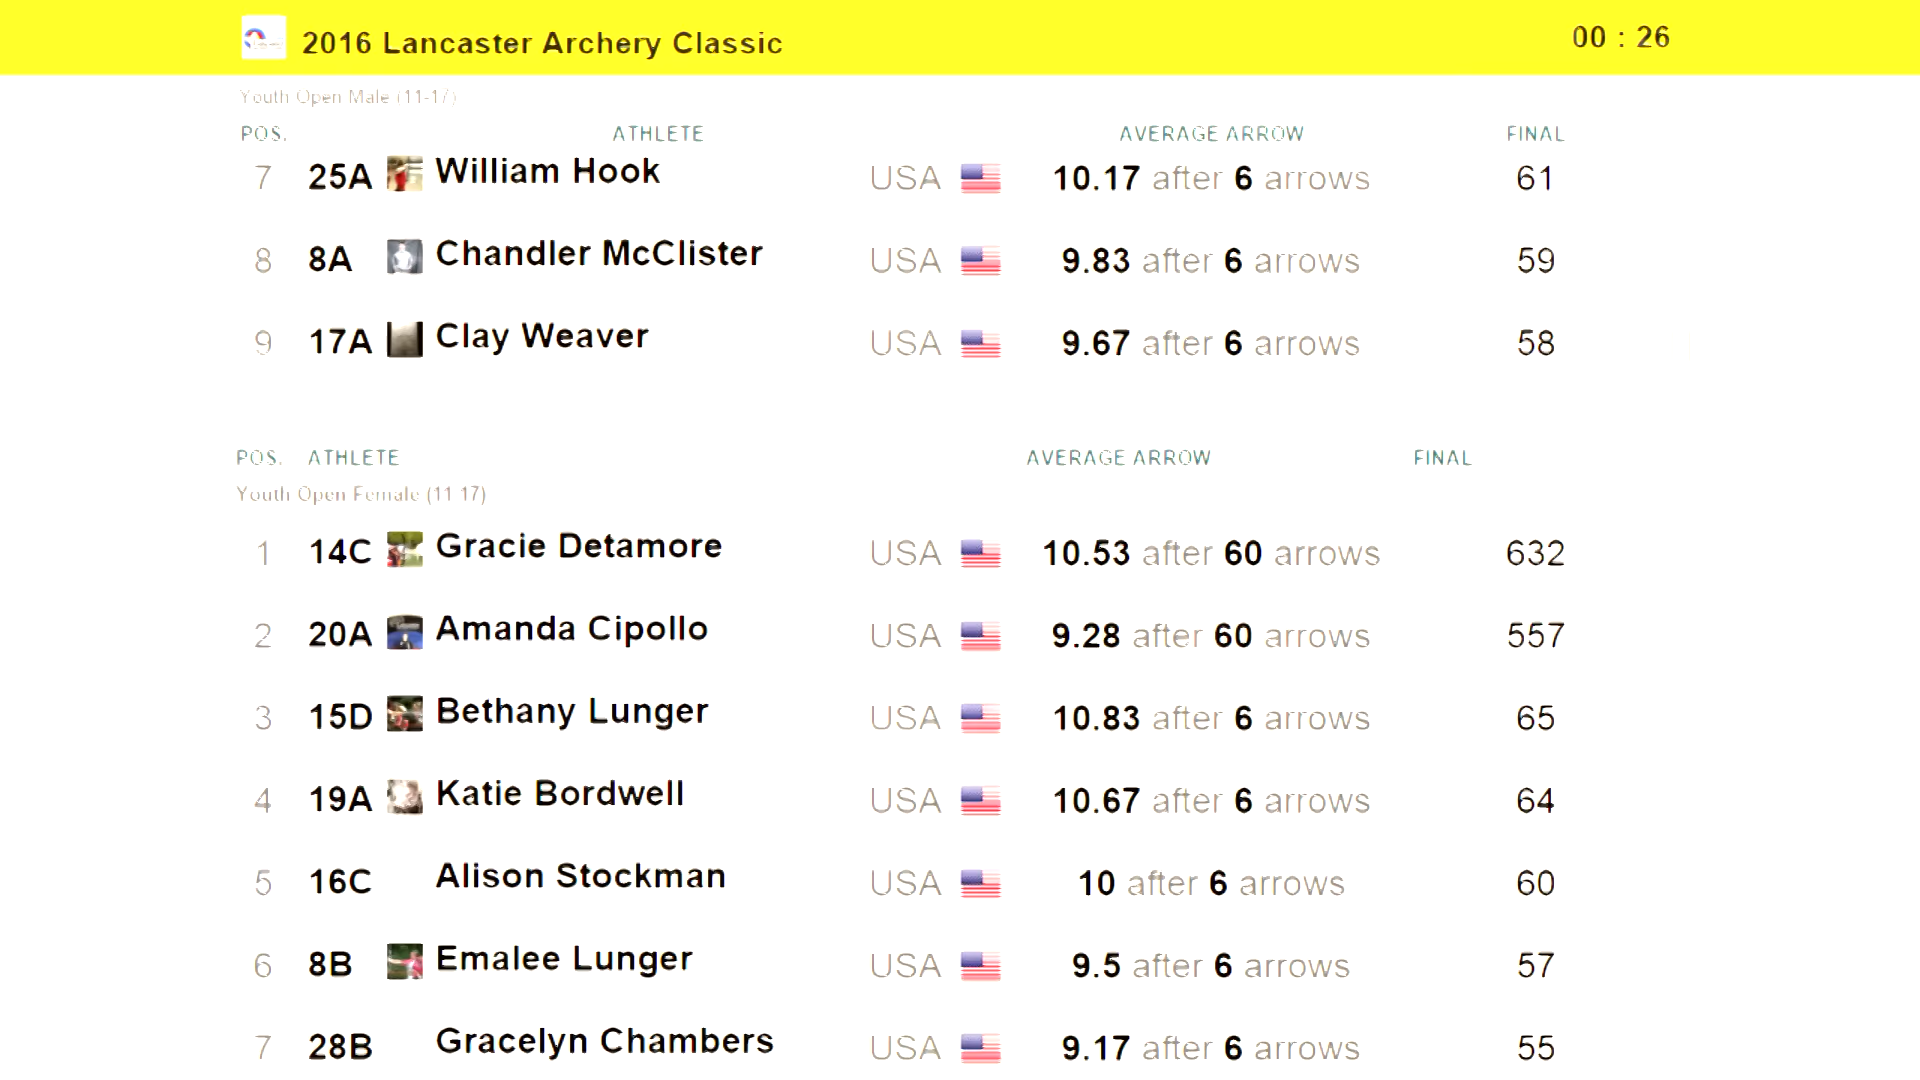 2016 Lancaster Archery Classic 00 : 26
Youth Open Male (11-17)
POS. ATHLETE AVERAGE ARROW FINAL
7 25A William Hook USA 10.17 after 6 arrows 61
8 8A Chandler McClister USA 9.83 after 6 arrows 59
9 17A Clay Weaver USA 9.67 after 6 arrows 58
POS. ATHLETE AVERAGE ARROW FINAL
Youth Open Female (11 17)
1 14C Gracie Detamore USA 10.53 after 60 arrows 632
2 20A Amanda Cipollo USA 9.28 after 60 arrows 557
3 15D Bethany Lunger USA 10.83 after 6 arrows 65
4 19A Katie Bordwell USA 10.67 after 6 arrows 64
5 16C Alison Stockman USA 10 after 6 arrows 60
6 8B Emalee Lunger USA 9.5 after 6 arrows 57
7 28B Gracelyn Chambers USA 9.17 after 6 arrows 55